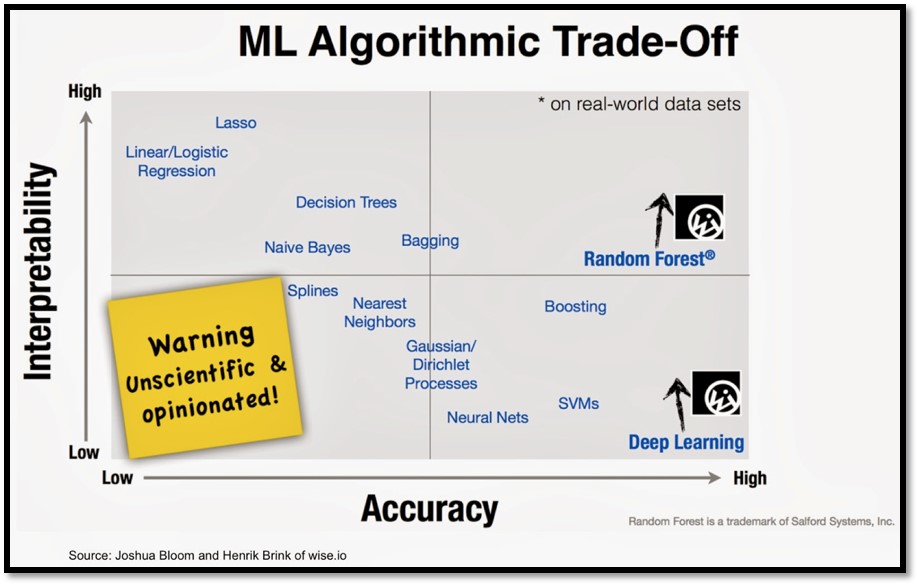 ML Algorithmic Trade-Off
High
* on real-world data sets
Lasso
Linear/Logistic
Regression
Decision Trees
Naive Bayes
Bagging
Random Forest®
Interpretability
Splines
Nearest
Neighbors
Boosting
Warning
Unscientific &
opinionated!
Gaussian/
Dirichlet
Processes
Neural Nets
SVMs
Deep Learning
Low
Low
High
Accuracy
Random Forest is a trademark of Salford Systems, Inc.
Source: Joshua Bloom and Henrik Brink of wise.io